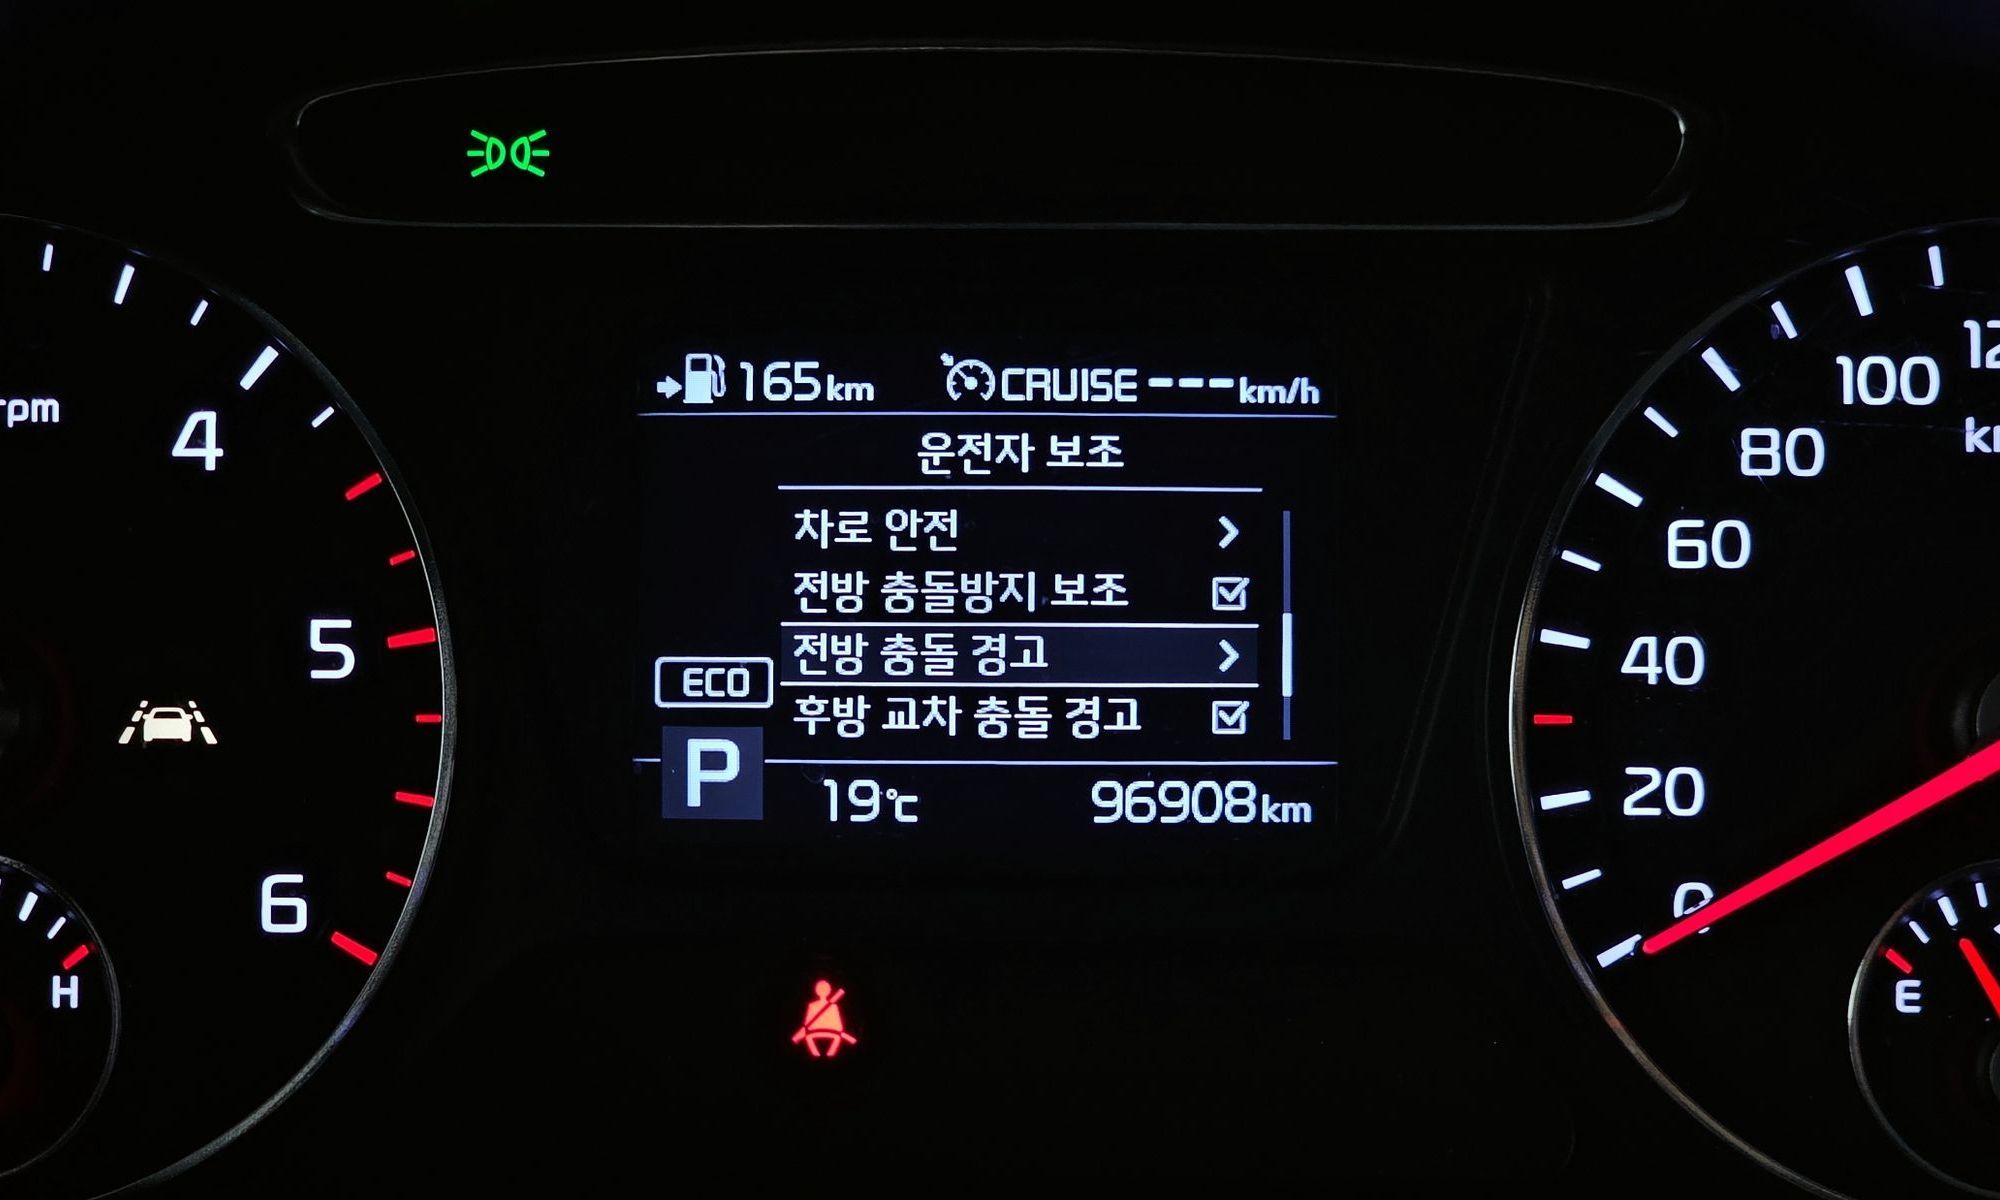 165km CRUISE ---km/h
운전자 보조
차로 안전
전방 충돌방지 보조
전방 충돌 경고
후방 교차 충돌 경고
ECO
P 19℃ 96908km
rpm
4
5
6
H
100
80
60
40
20
0
E